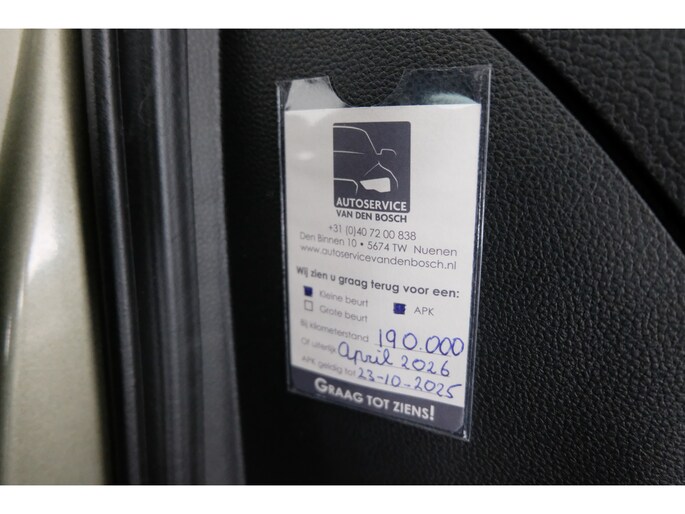 AUTOSERVICE
VAN DEN BOSCH
+31 (0)40 72 00 838
Den Binnen 10 • 5674 TW Nuenen
www.autoservicevandenbosch.nl
Wij zien u graag terug voor een:
Kleine beurt APK
Grote beurt
Bij kilometerstand 190.000
Of uiterlijk April 2026
APK geldig tot 23-10-2025
GRAAG TOT ZIENS!